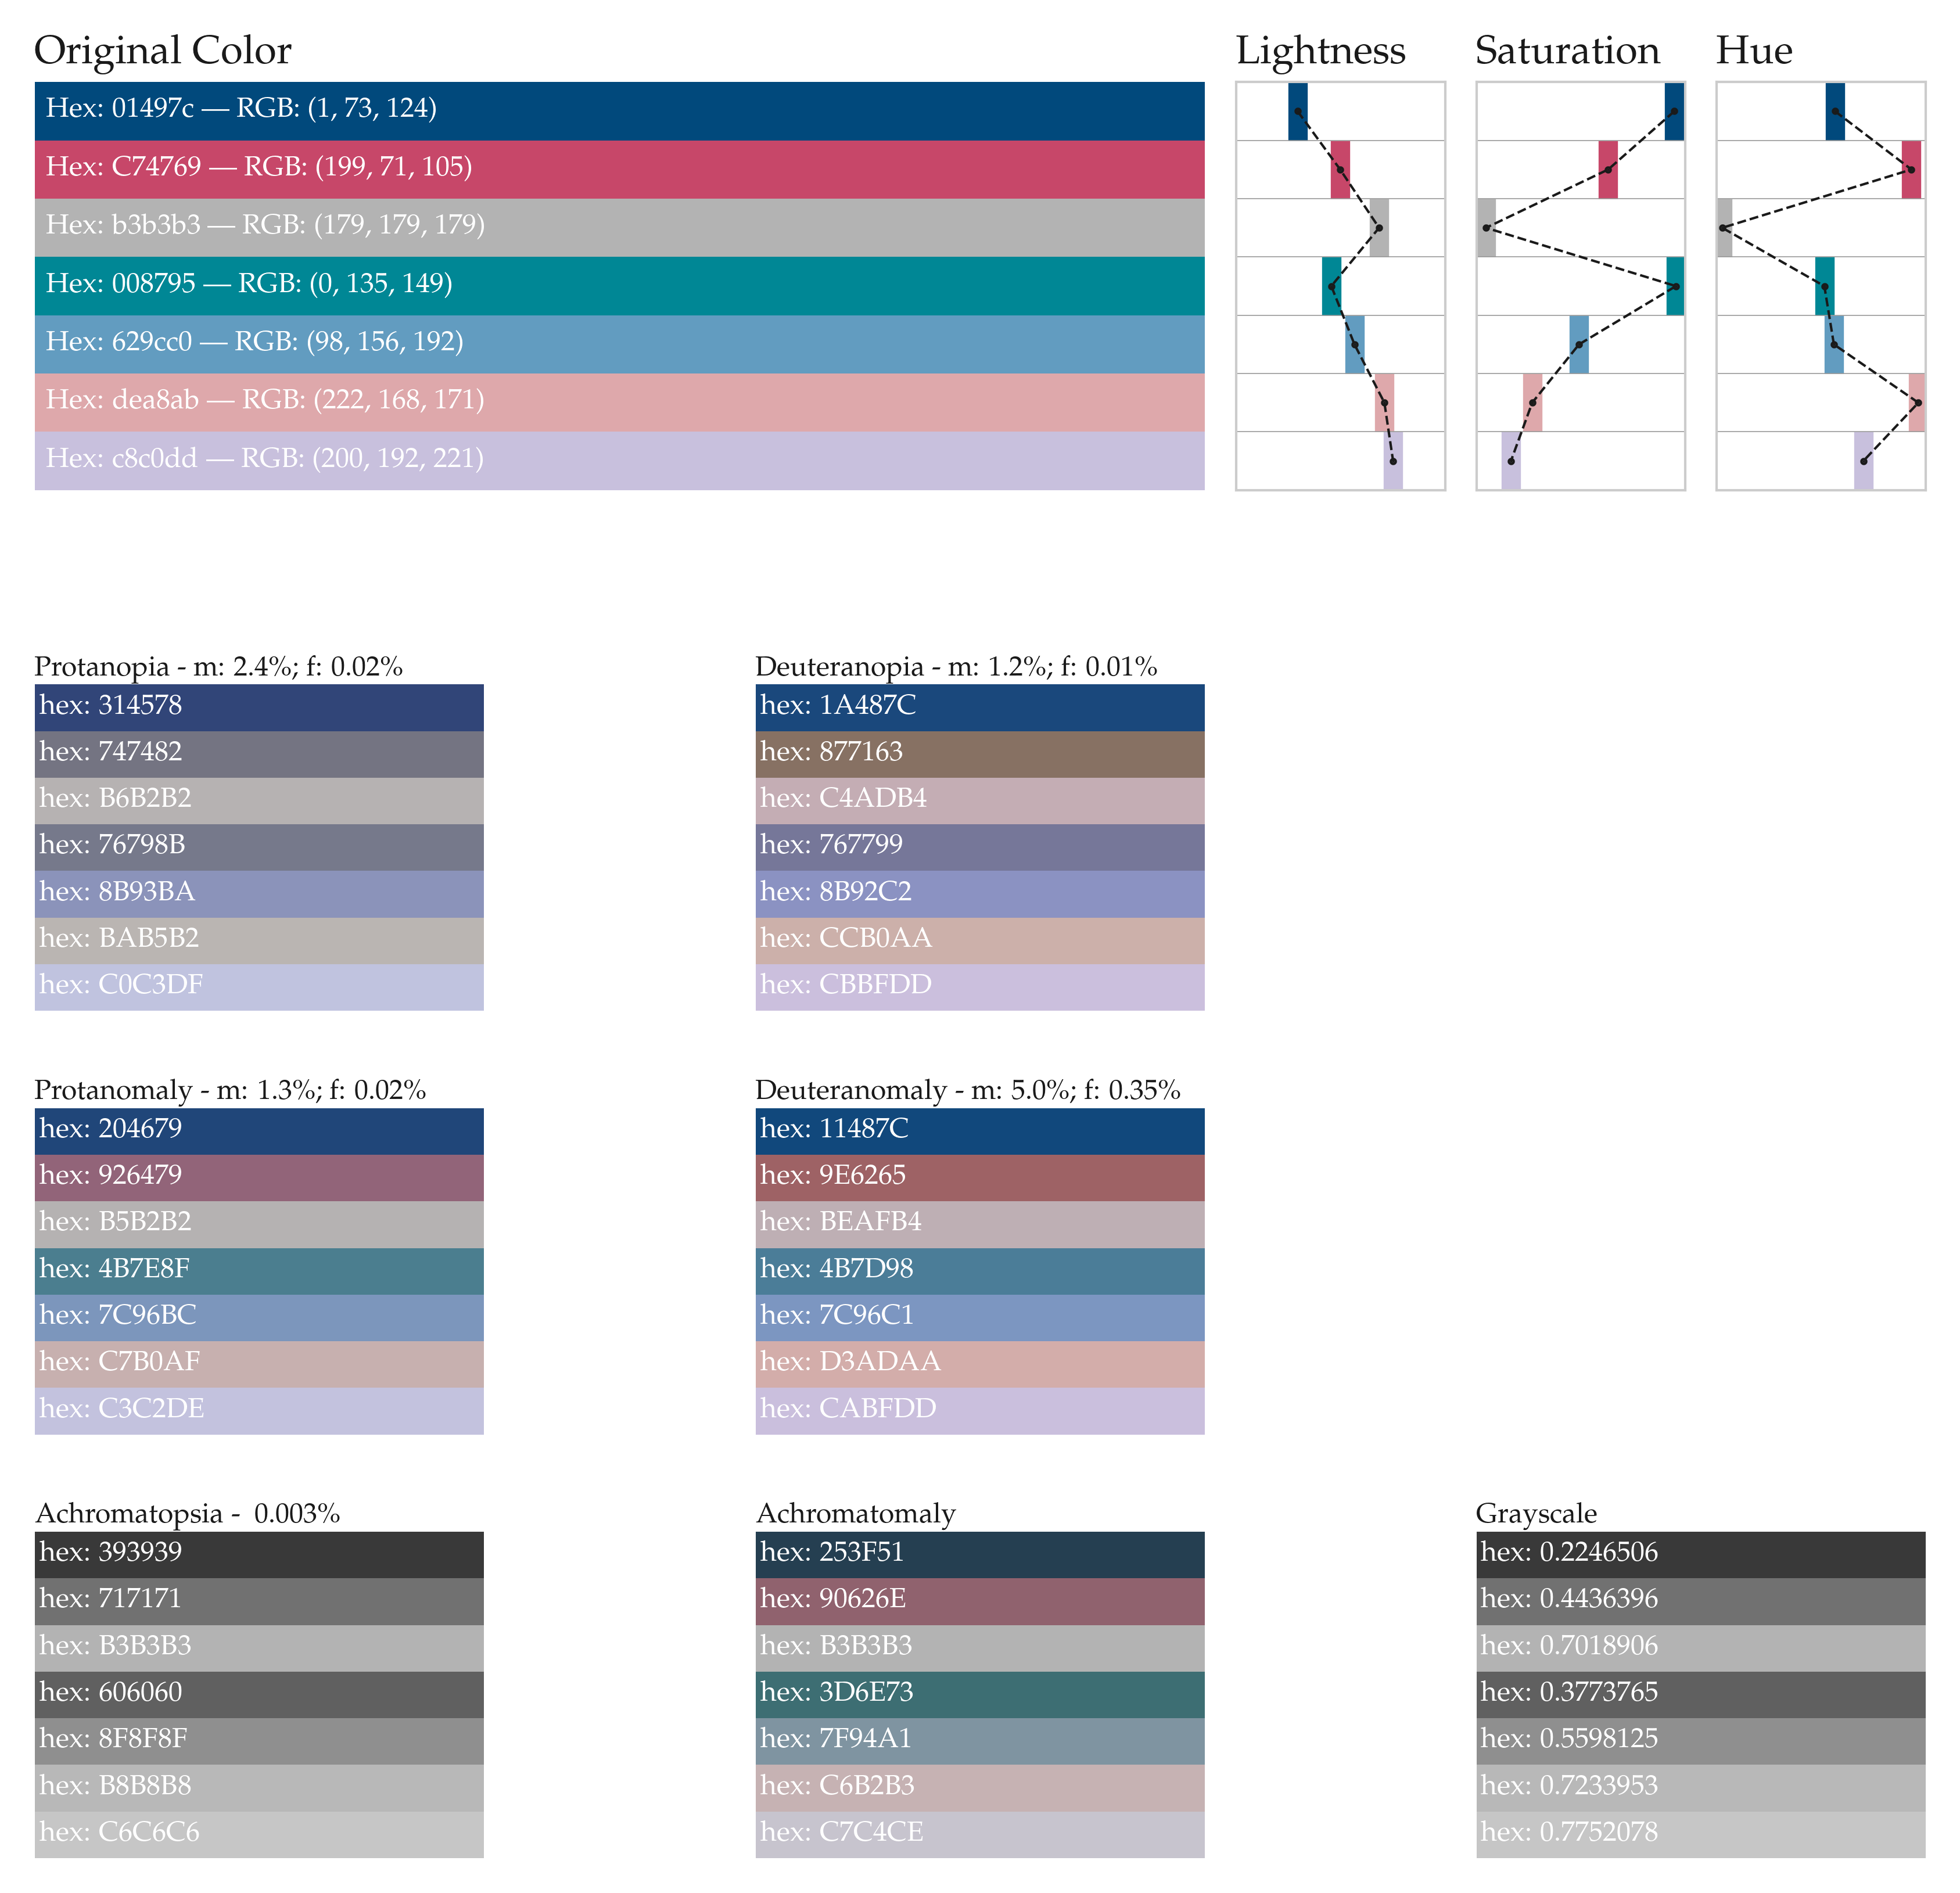 Original Color
Hex: 01497c — RGB: (1, 73, 124)
Hex: C74769 — RGB: (199, 71, 105)
Hex: b3b3b3 — RGB: (179, 179, 179)
Hex: 008795 — RGB: (0, 135, 149)
Hex: 629cc0 — RGB: (98, 156, 192)
Hex: dea8ab — RGB: (222, 168, 171)
Hex: c8c0dd — RGB: (200, 192, 221)
Lightness
Saturation
Hue
Protanopia - m: 2.4%; f: 0.02%
hex: 314578
hex: 747482
hex: B6B2B2
hex: 76798B
hex: 8B93BA
hex: BAB5B2
hex: C0C3DF
Deuteranopia - m: 1.2%; f: 0.01%
hex: 1A487C
hex: 877163
hex: C4ADB4
hex: 767799
hex: 8B92C2
hex: CCB0AA
hex: CBBFDD
Protanomaly - m: 1.3%; f: 0.02%
hex: 204679
hex: 926479
hex: B5B2B2
hex: 4B7E8F
hex: 7C96BC
hex: C7B0AF
hex: C3C2DE
Deuteranomaly - m: 5.0%; f: 0.35%
hex: 11487C
hex: 9E6265
hex: BEAFB4
hex: 4B7D98
hex: 7C96C1
hex: D3ADAA
hex: CABFDD
Achromatopsia -  0.003%
hex: 393939
hex: 717171
hex: B3B3B3
hex: 606060
hex: 8F8F8F
hex: B8B8B8
hex: C6C6C6
Achromatomaly
hex: 253F51
hex: 90626E
hex: B3B3B3
hex: 3D6E73
hex: 7F94A1
hex: C6B2B3
hex: C7C4CE
Grayscale
hex: 0.2246506
hex: 0.4436396
hex: 0.7018906
hex: 0.3773765
hex: 0.5598125
hex: 0.7233953
hex: 0.7752078